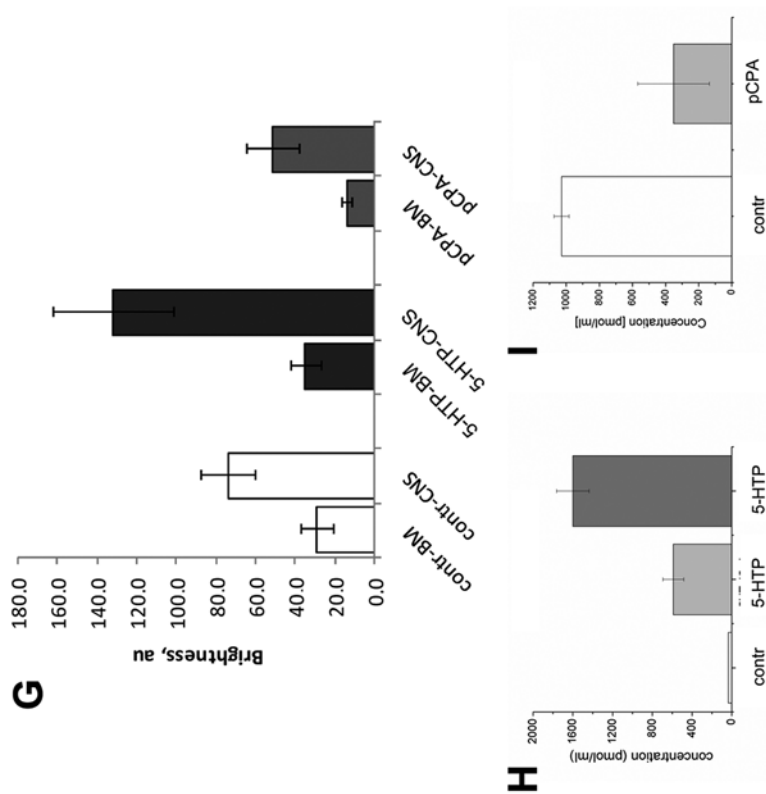 G
Brightness, au
180.0
160.0
140.0
120.0
100.0
80.0
60.0
40.0
20.0
0.0
contr-BM
contr-CNS
5-HTP-BM
5-HTP-CNS
pCPA-BM
pCPA-CNS
H
concentration (pmol/ml)
2000
1600
1200
800
400
0
contr
5-HTP
5-HTP
I
Concentration [pmol/ml]
1200
1000
800
600
400
200
0
contr
pCPA